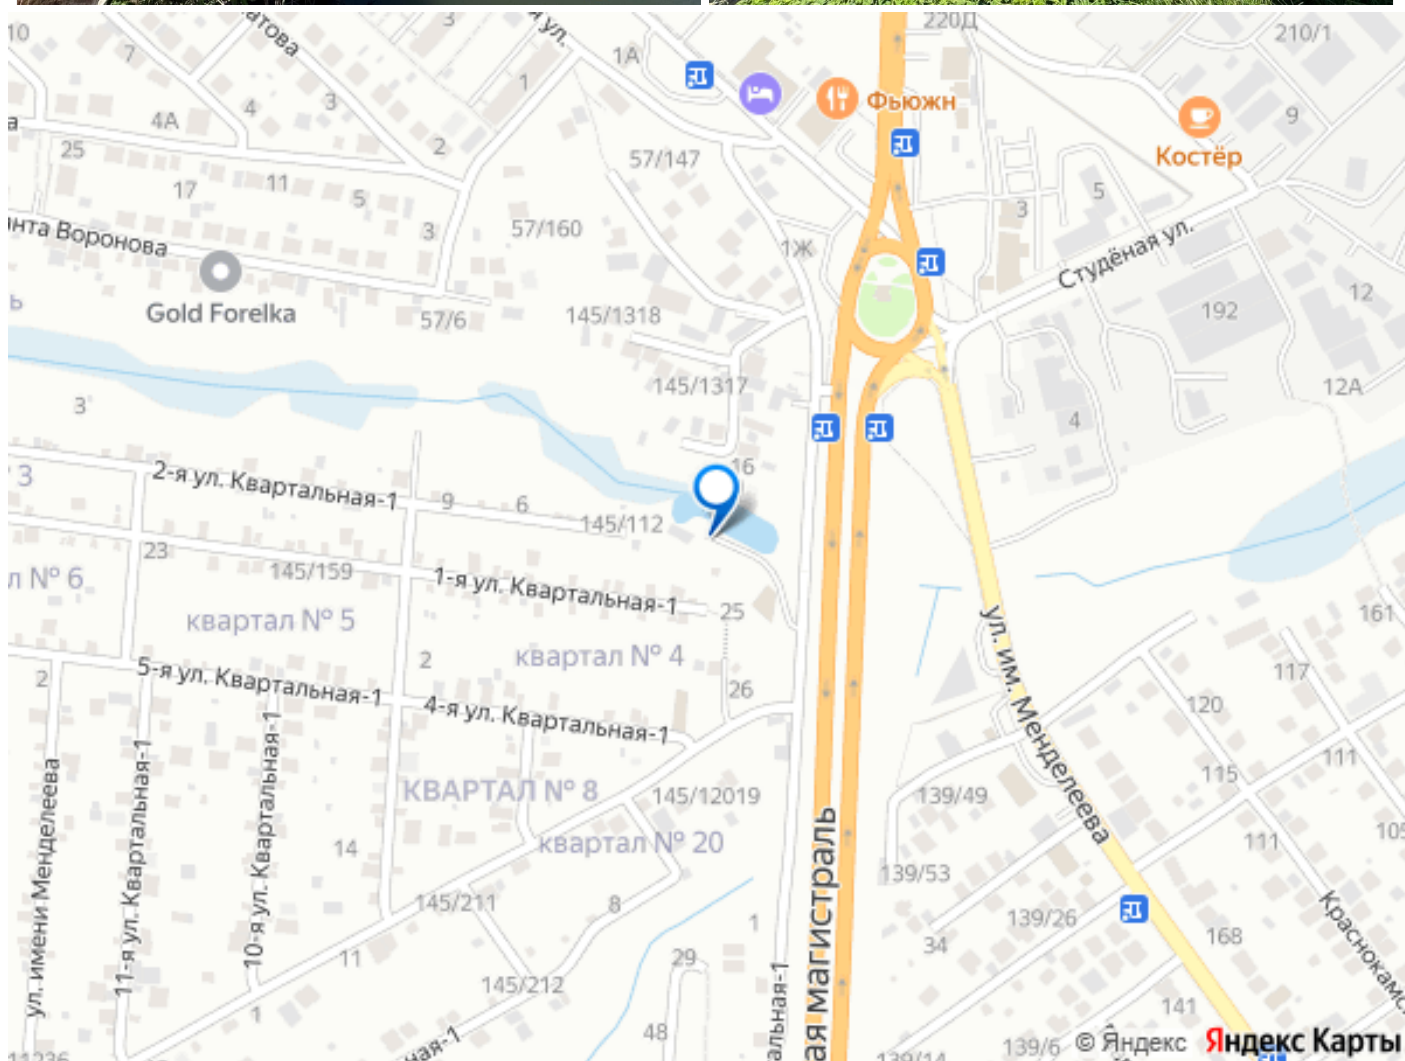 220Д
210/1
10
7
3
1А
1
4
3
4А
2
25
17
11
5
3
57/147
57/160
Фьюжн
Костёр
9
5
3
1Ж
Студёная ул.
12
192
Gold Forelka
57/6
145/1318
145/1317
12А
4
3
16
2-я ул. Квартальная-1
9
6
145/112
3
23
145/159
1-я ул. Квартальная-1
25
квартал № 5
квартал № 4
2
2
26
5-я ул. Квартальная-1
4-я ул. Квартальная-1
ул. им. Менделеева
161
117
120
115
111
111
КВАРТАЛ № 8
145/12019
квартал № 20
139/49
139/53
14
145/211
8
139/26
34
168
11
1
29
145/212
1
48
141
ул. имени Менделеева
11-я ул. Квартальная-1
10-я ул. Квартальная-1
139/6
© Яндекс
Яндекс Карты